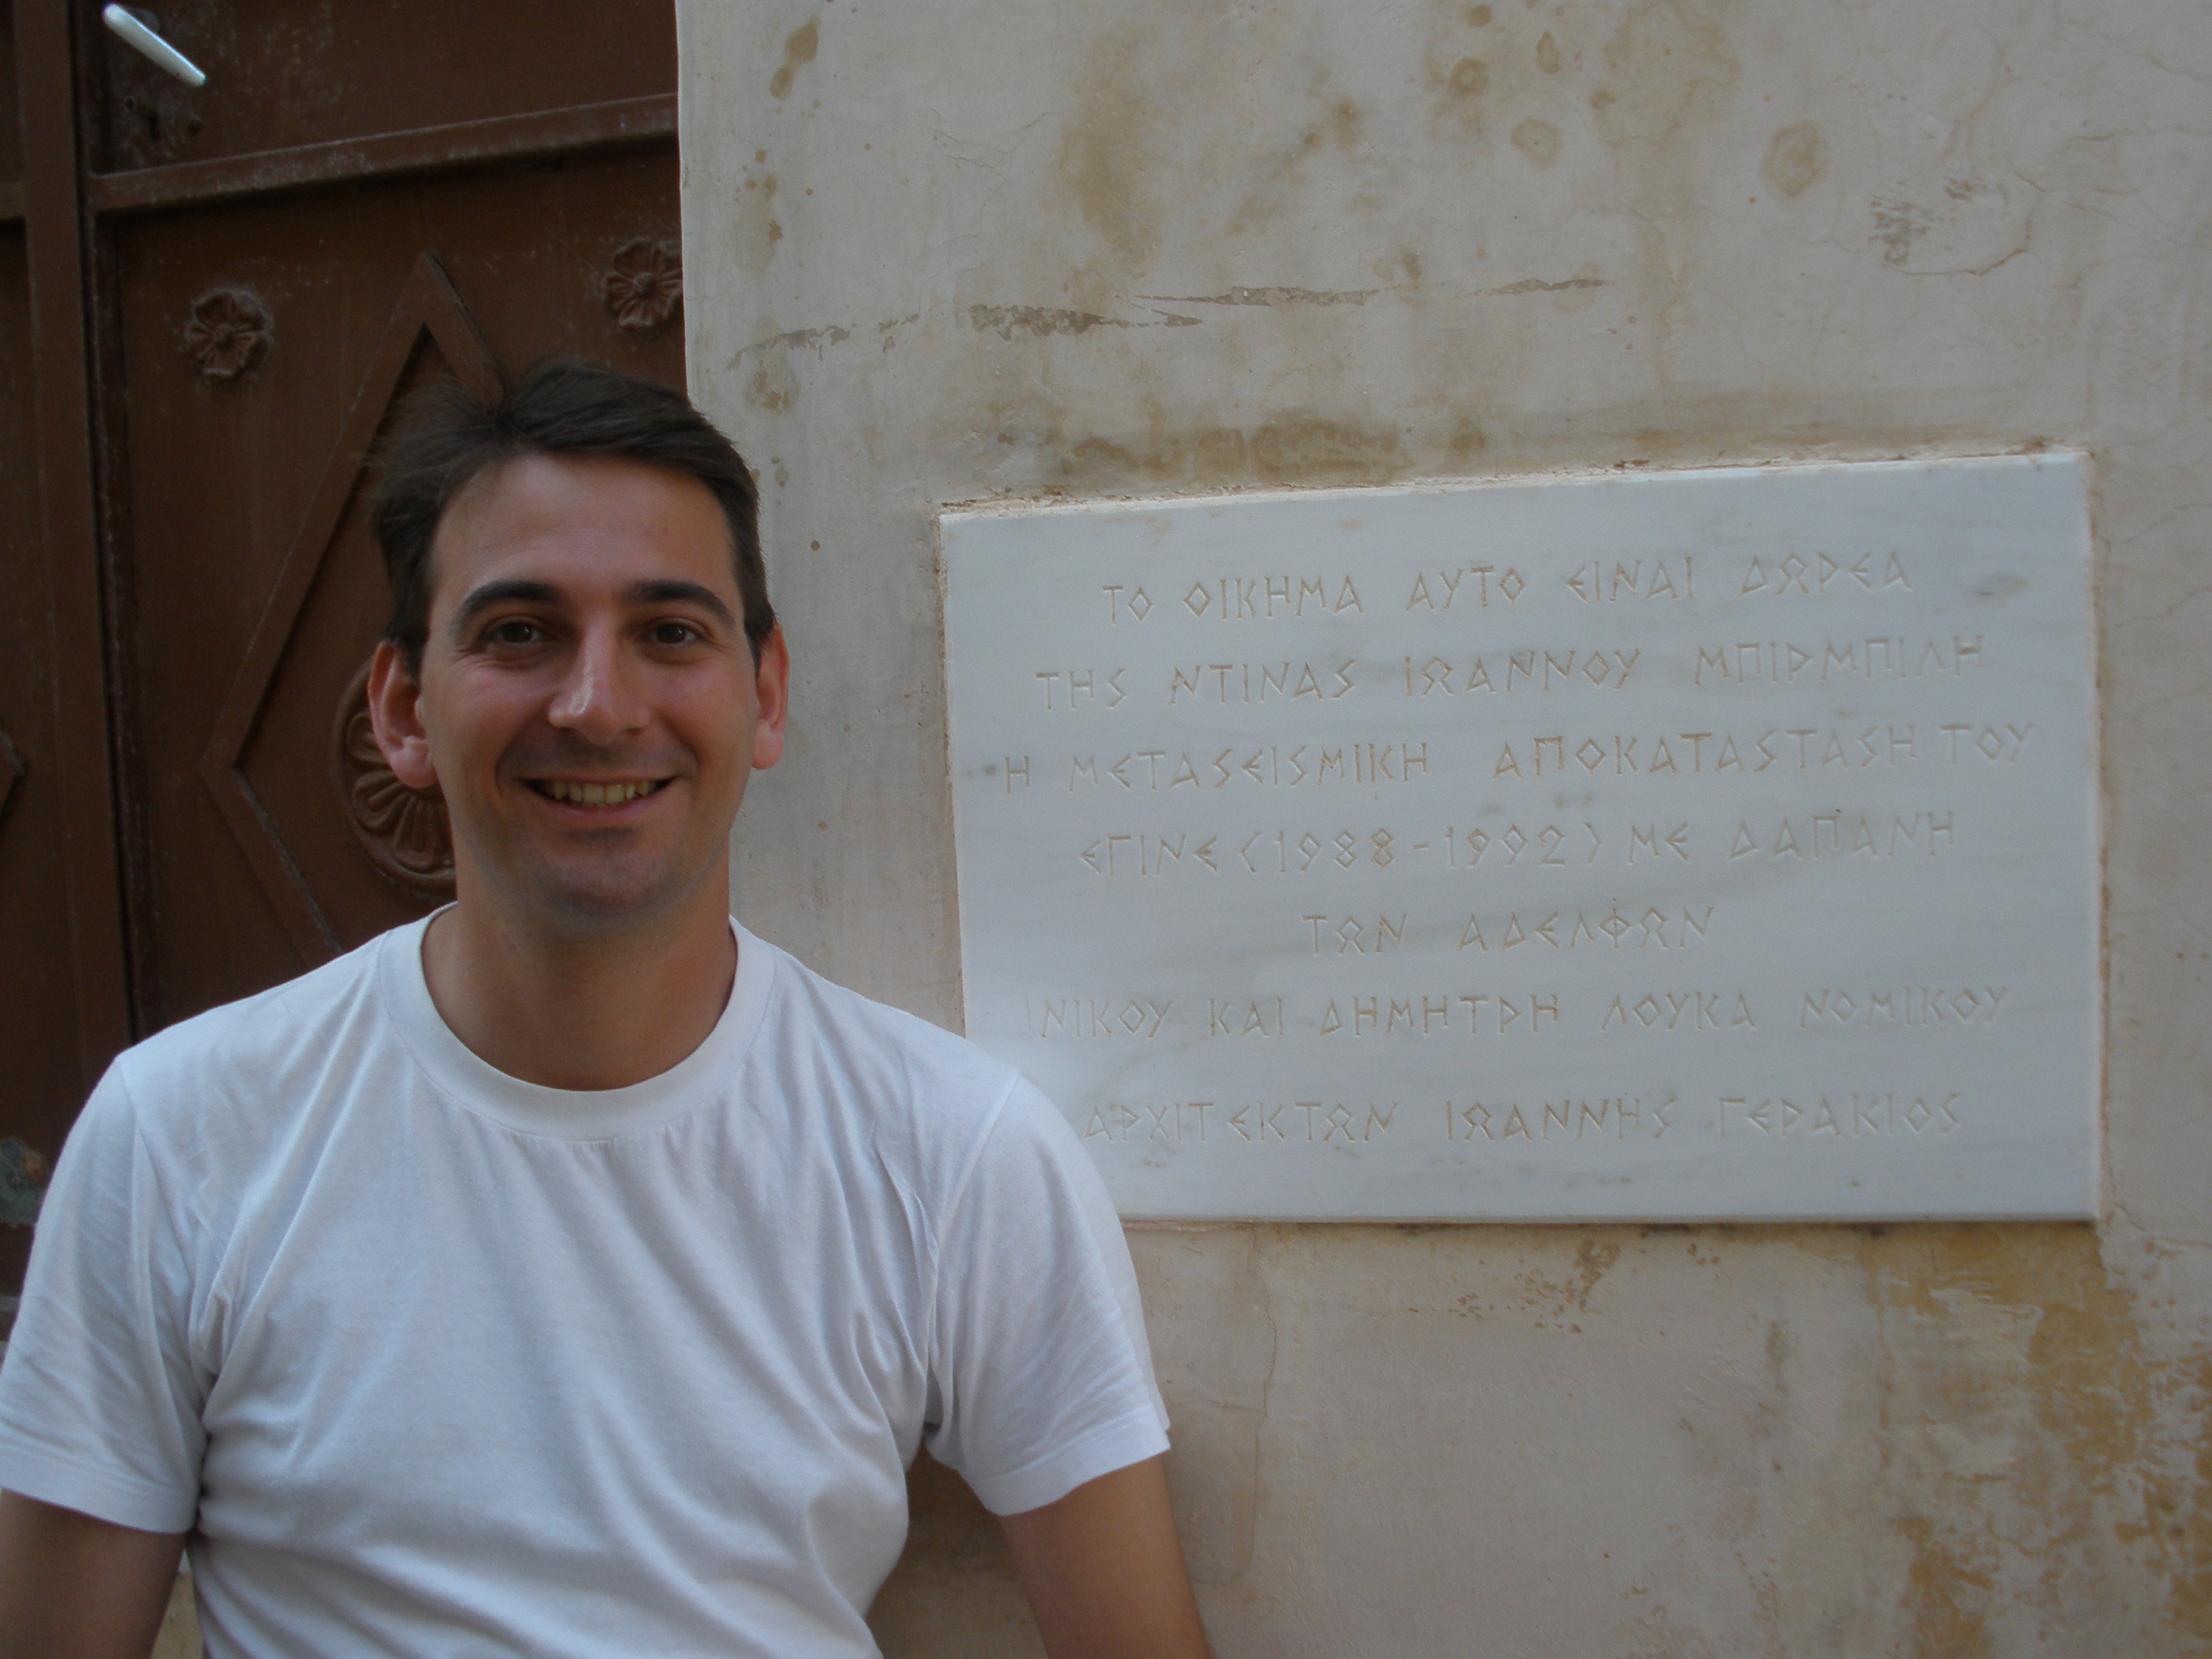 ΤΟ ΟΙΚΗΜΑ ΑΥΤΟ ΕΙΝΑΙ ΔΩΡΕΑ
ΤΗΣ ΝΤΙΝΑΣ ΙΩΑΝΝΟΥ ΜΠΙΡΜΠΙΛΗ
Η ΜΕΤΑΣΕΙΣΜΙΚΗ ΑΠΟΚΑΤΑΣΤΑΣΗ ΤΟΥ
ΕΓΙΝΕ (1988-1992) ΜΕ ΔΑΠΑΝΗ
ΤΩΝ ΑΔΕΛΦΩΝ
ΝΙΚΟΥ ΚΑΙ ΔΗΜΗΤΡΗ ΛΟΥΚΑ ΝΟΜΙΚΟΥ
ΑΡΧΙΤΕΚΤΩΝ ΙΩΑΝΝΗΣ ΓΕΡΑΚΙΟΣ